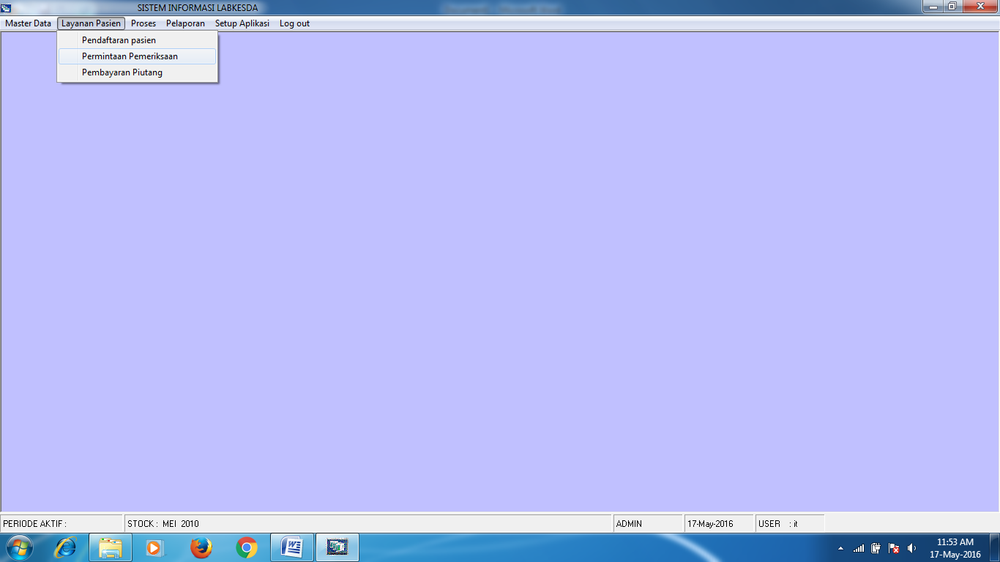 SISTEM INFORMASI LABKESDA
Master Data Layanan Pasien Proses Pelaporan Setup Aplikasi Log out
Pendaftaran pasien
Permintaan Pemeriksaan
Pembayaran Piutang
PERIODE AKTIF : STOCK : MEI 2010 ADMIN 17-May-2016 USER : it
11:53 AM
17-May-2016